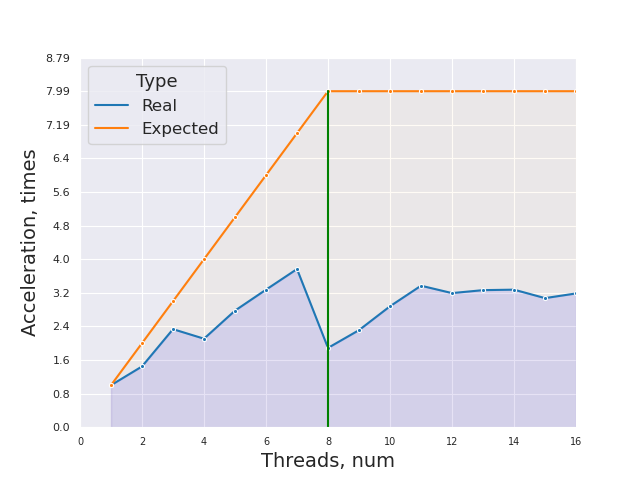 8.79
7.99
7.19
6.4
5.6
4.8
4.0
3.2
2.4
1.6
0.8
0.0
Type
Real
Expected
Acceleration, times
0 2 4 6 8 10 12 14 16
Threads, num